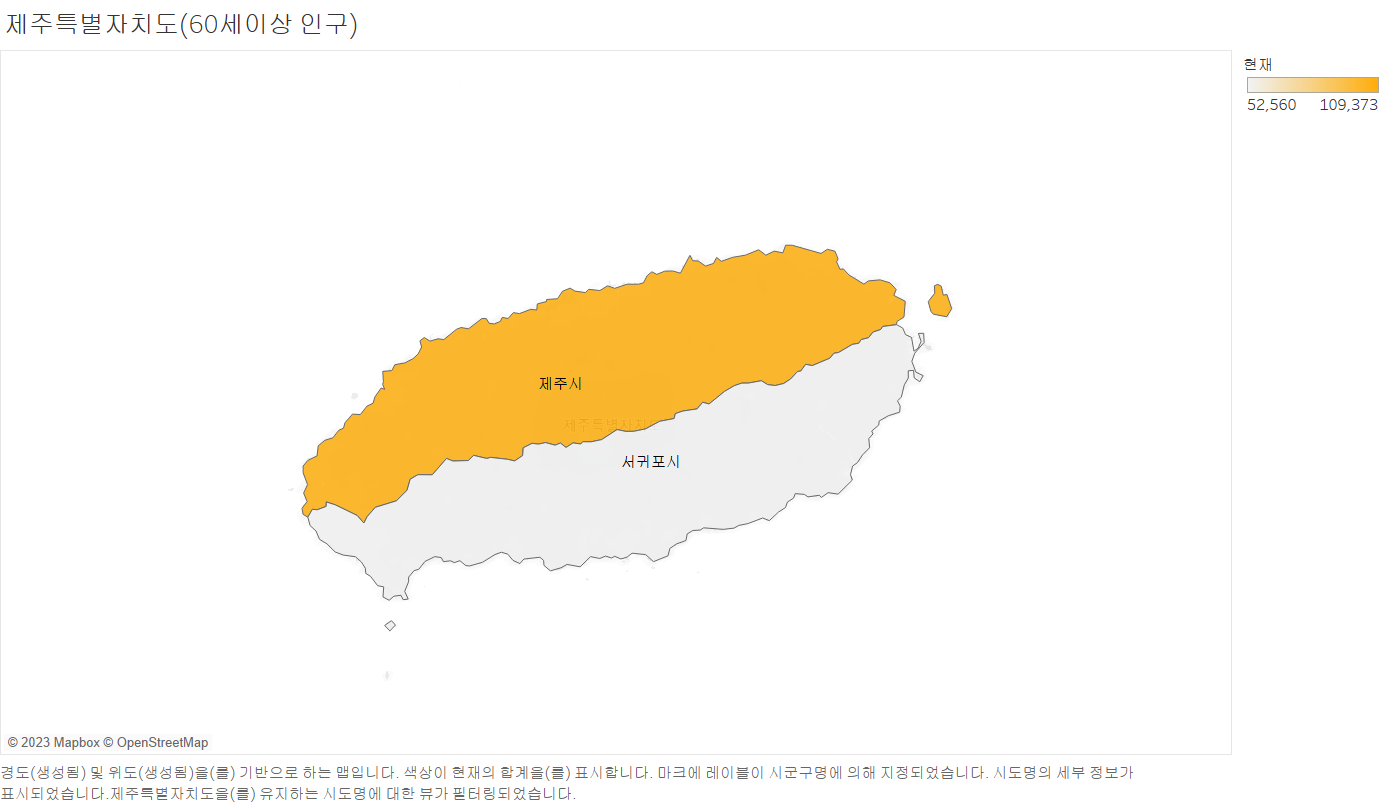 제주특별자치도(60세이상 인구)
현재
52,560 109,373
제주시
제주특별자치
서귀포시
© 2023 Mapbox © OpenStreetMap
경도(생성됨) 및 위도(생성됨)을(를) 기반으로 하는 맵입니다. 색상이 현재의 합계을(를) 표시합니다. 마크에 레이블이 시군구명에 의해 지정되었습니다. 시도명의 세부 정보가
표시되었습니다.제주특별자치도을(를) 유지하는 시도명에 대한 뷰가 필터링되었습니다.